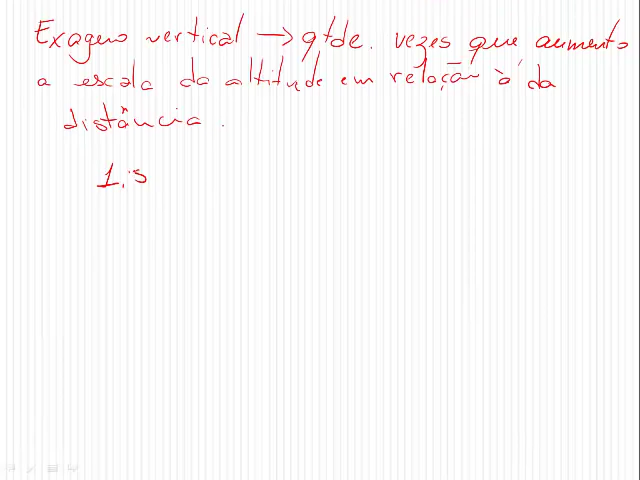 Exagero vertical → qtde. vezes que aumento
a escala da altitude em relação à da
distância.
1.5